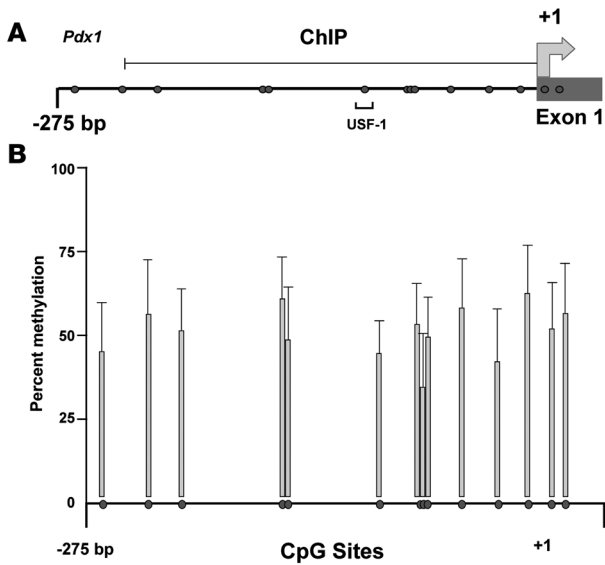 A
Pdx1
ChIP
+1
-275 bp
USF-1
Exon 1
B
Percent methylation
100
75
50
25
0
-275 bp
CpG Sites
+1